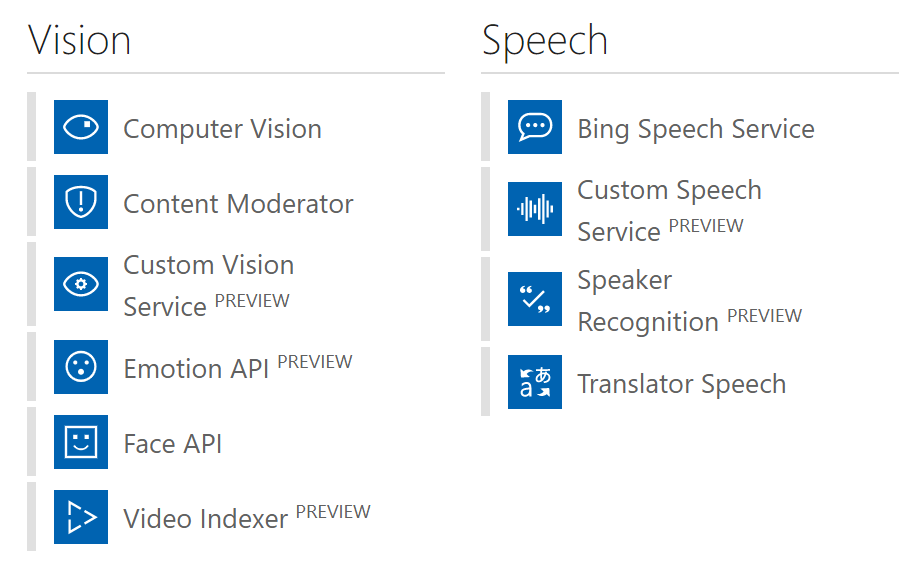 Vision
Computer Vision
Content Moderator
Custom Vision
Service PREVIEW
Emotion API PREVIEW
Face API
Video Indexer PREVIEW
Speech
Bing Speech Service
Custom Speech
Service PREVIEW
Speaker
Recognition PREVIEW
Translator Speech
あ
a